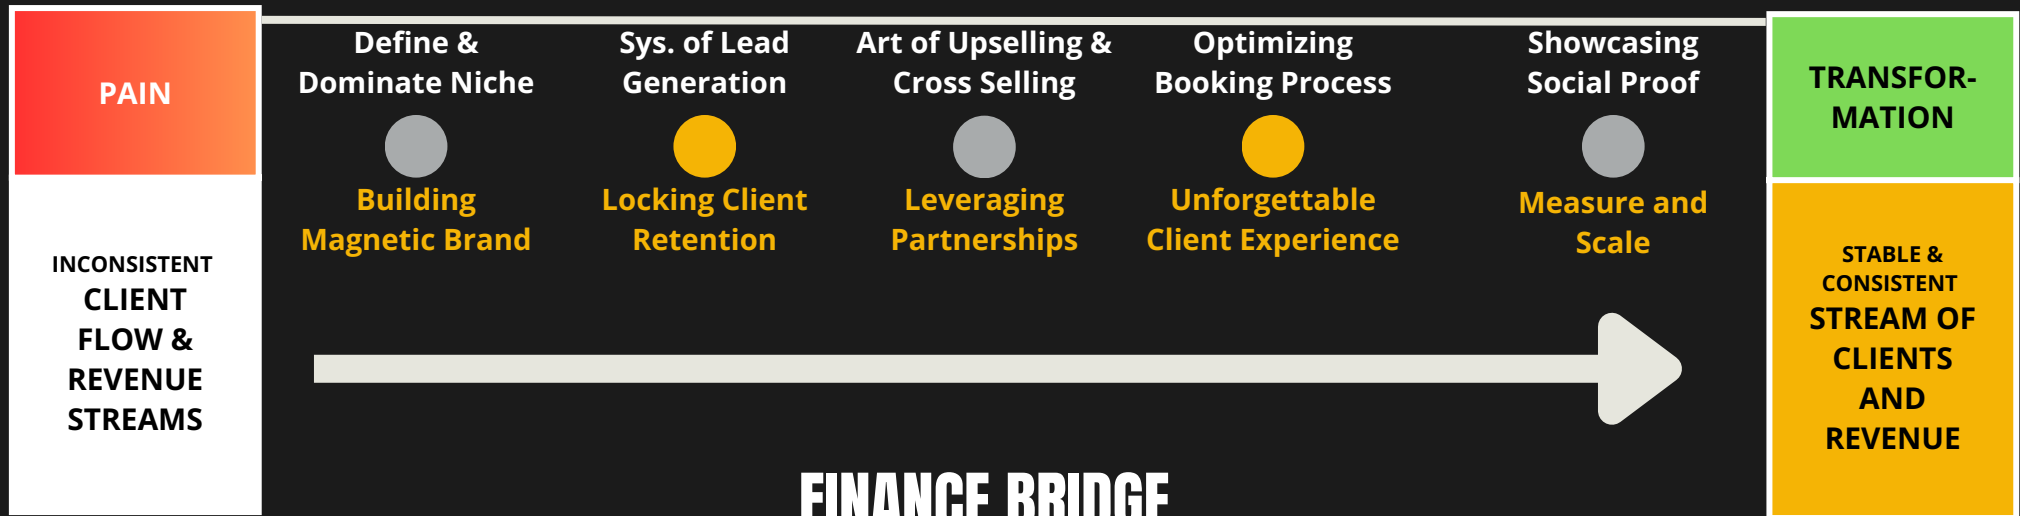 PAIN
INCONSISTENT
CLIENT
FLOW &
REVENUE
STREAMS
Define &
Dominate Niche
Building
Magnetic Brand
Sys. of Lead
Generation
Locking Client
Retention
Art of Upselling &
Cross Selling
Leveraging
Partnerships
Optimizing
Booking Process
Unforgettable
Client Experience
Showcasing
Social Proof
Measure and
Scale
FINANCE BRIDGE
TRANSFOR-
MATION
STABLE &
CONSISTENT
STREAM OF
CLIENTS
AND
REVENUE